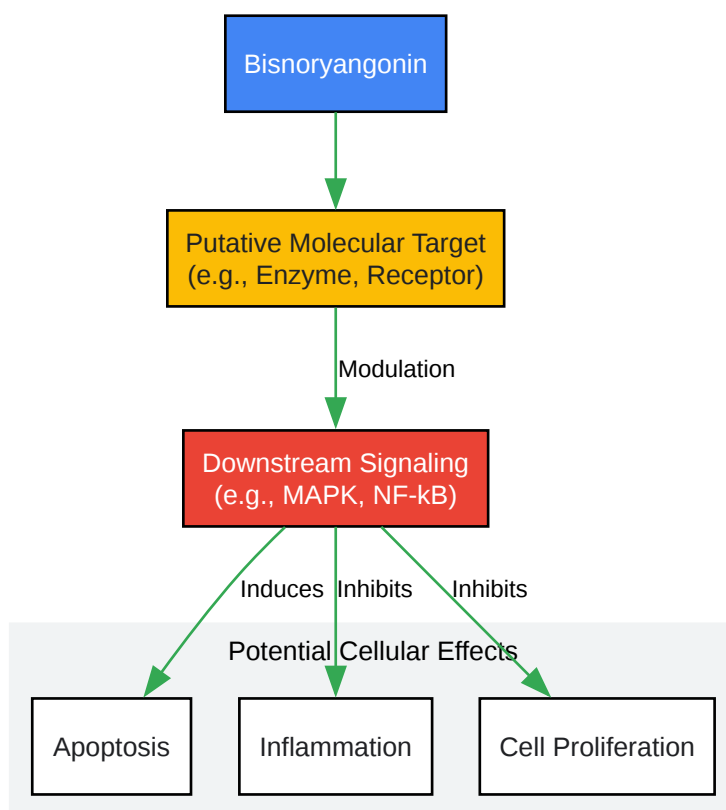 Bisnoryangonin
Putative Molecular Target
(e.g., Enzyme, Receptor)
Modulation
Downstream Signaling
(e.g., MAPK, NF-kB)
Induces
Inhibits
Inhibits
Potential Cellular Effects
Apoptosis
Inflammation
Cell Proliferation